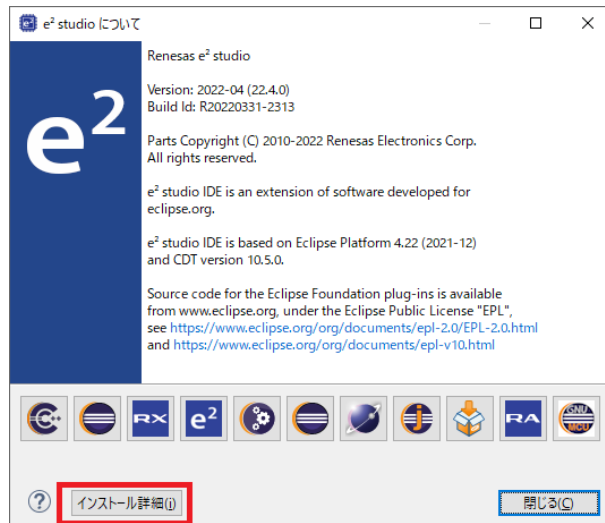 e² studio について
Renesas e² studio
Version: 2022-04 (22.4.0)
Build Id: R20220331-2313
Parts Copyright (C) 2010-2022 Renesas Electronics Corp.
All rights reserved.
e² studio IDE is an extension of software developed for
eclipse.org.
e² studio IDE is based on Eclipse Platform 4.22 (2021-12)
and CDT version 10.5.0.
Source code for the Eclipse Foundation plug-ins is available
from www.eclipse.org, under the Eclipse Public License "EPL",
see https://www.eclipse.org/org/documents/epl-2.0/EPL-2.0.html
and https://www.eclipse.org/org/documents/epl-v10.html
e²
C RX e² j RA GNU MCU
? インストール詳細(i) 閉じる(C)